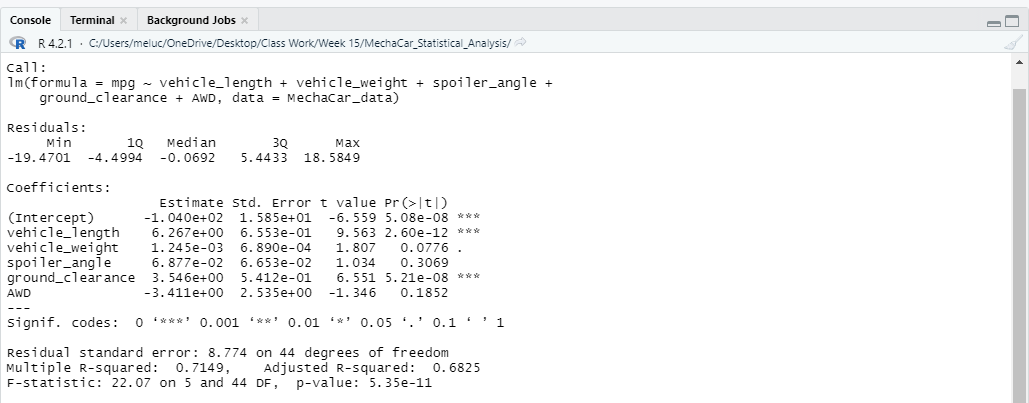 Console Terminal × Background Jobs ×
R R 4.2.1 · C:/Users/meiuc/OneDrive/Desktop/Class Work/Week 15/MechaCar_Statistical_Analysis/
Call:
lm(formula = mpg ~ vehicle_length + vehicle_weight + spoiler_angle +
    ground_clearance + AWD, data = MechaCar_data)
Residuals:
     Min       1Q   Median       3Q      Max
-19.4701  -4.4994  -0.0692   5.4433  18.5849
Coefficients:
                   Estimate Std. Error t value Pr(>|t|)
(Intercept)      -1.040e+02  1.585e+01  -6.559 5.08e-08 ***
vehicle_length    6.267e+00  6.553e-01   9.563 2.60e-12 ***
vehicle_weight    1.245e-03  6.890e-04   1.807   0.0776 .
spoiler_angle     6.877e-02  6.653e-02   1.034   0.3069
ground_clearance  3.546e+00  5.412e-01   6.551 5.21e-08 ***
AWD              -3.411e+00  2.535e+00  -1.346   0.1852
---
Signif. codes:  0 ‘***’ 0.001 ‘**’ 0.01 ‘*’ 0.05 ‘.’ 0.1 ‘ ’ 1
Residual standard error: 8.774 on 44 degrees of freedom
Multiple R-squared:  0.7149,    Adjusted R-squared:  0.6825
F-statistic: 22.07 on 5 and 44 DF,  p-value: 5.35e-11